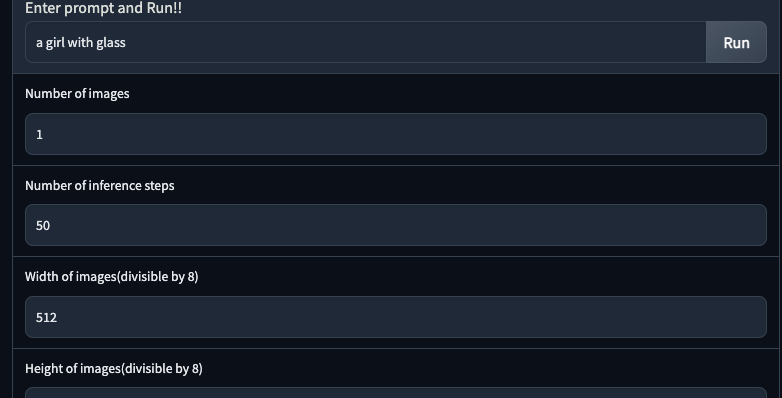 Enter prompt and Run!!
a girl with glass
Run
Number of images
1
Number of inference steps
50
Width of images(divisible by 8)
512
Height of images(divisible by 8)